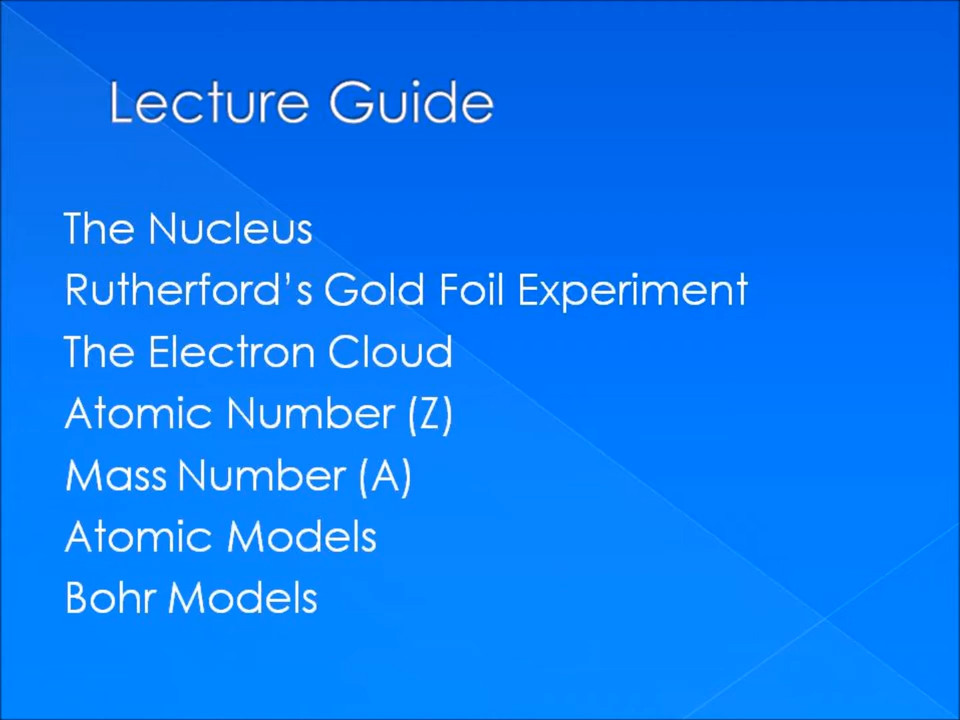 Lecture Guide
The Nucleus
Rutherford’s Gold Foil Experiment
The Electron Cloud
Atomic Number (Z)
Mass Number (A)
Atomic Models
Bohr Models